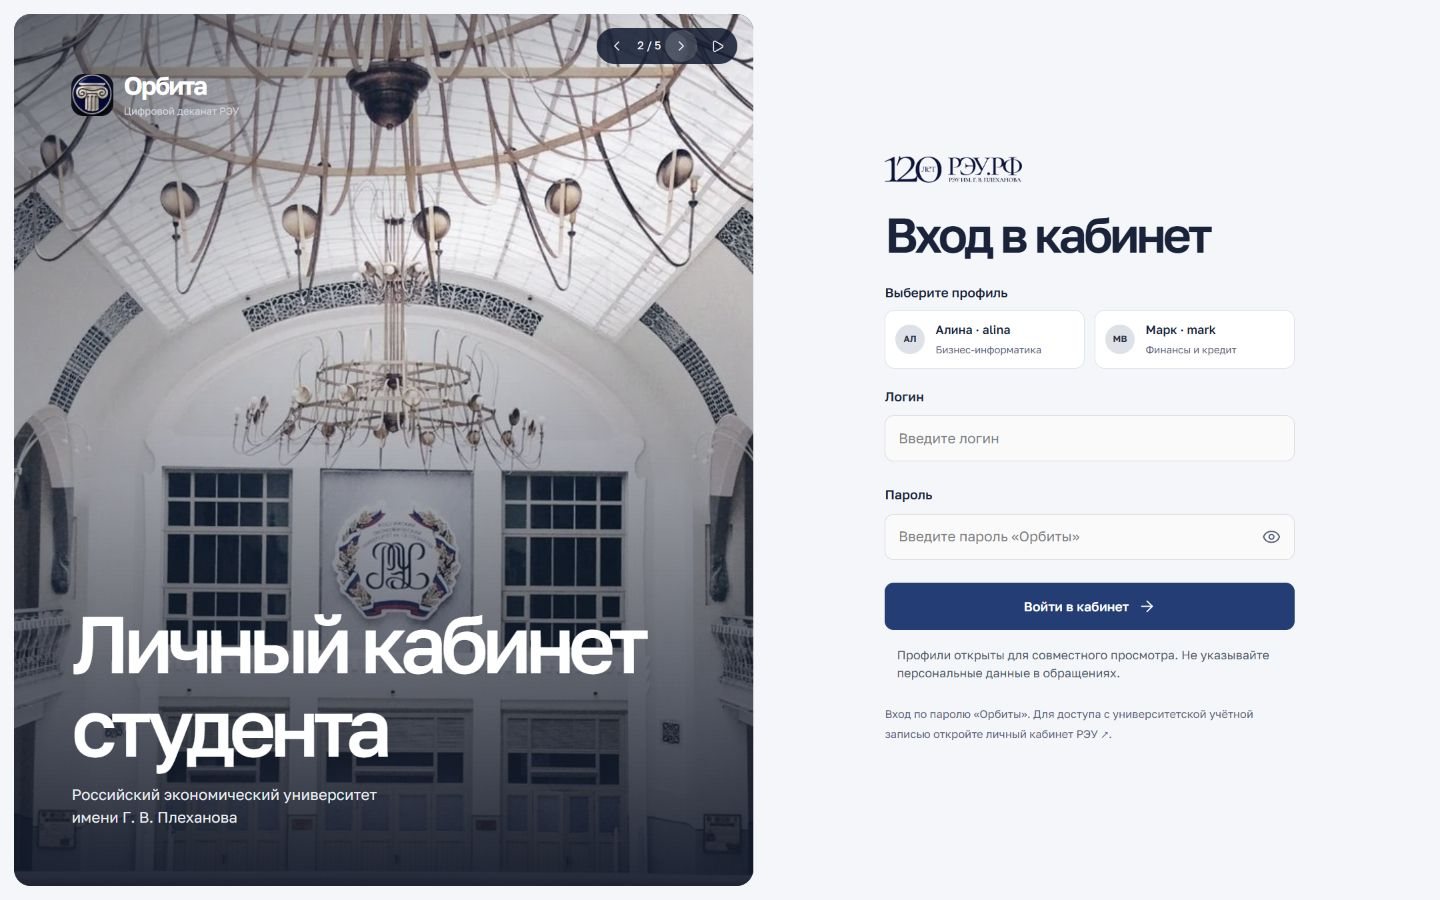 2 / 5
Орбита
Цифровой деканат РЭУ
Личный кабинет
студента
Российский экономический университет
имени Г. В. Плеханова
120 лет РЭУ.РФ
РЭУ ИМ. Г. В. ПЛЕХАНОВА
Вход в кабинет
Выберите профиль
АЛ
Алина · alina
Бизнес-информатика
МВ
Марк · mark
Финансы и кредит
Логин
Введите логин
Пароль
Введите пароль «Орбиты»
Войти в кабинет →
Профили открыты для совместного просмотра. Не указывайте
персональные данные в обращениях.
Вход по паролю «Орбиты». Для доступа с университетской учётной
записью откройте личный кабинет РЭУ ↗.